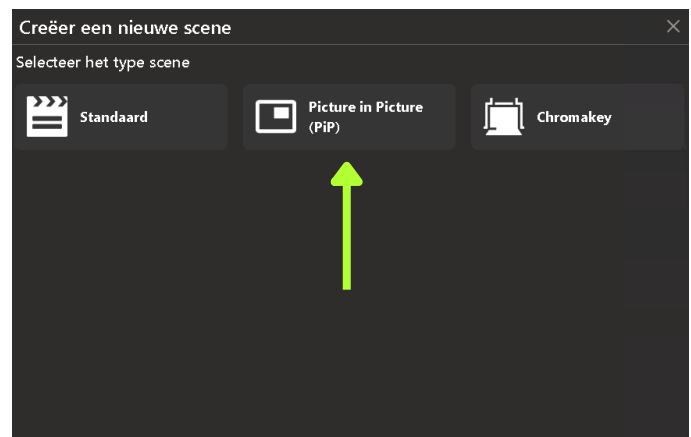 Creëer een nieuwe scene
Selecteer het type scene
Standaard
Picture in Picture
(PiP)
Chromakey